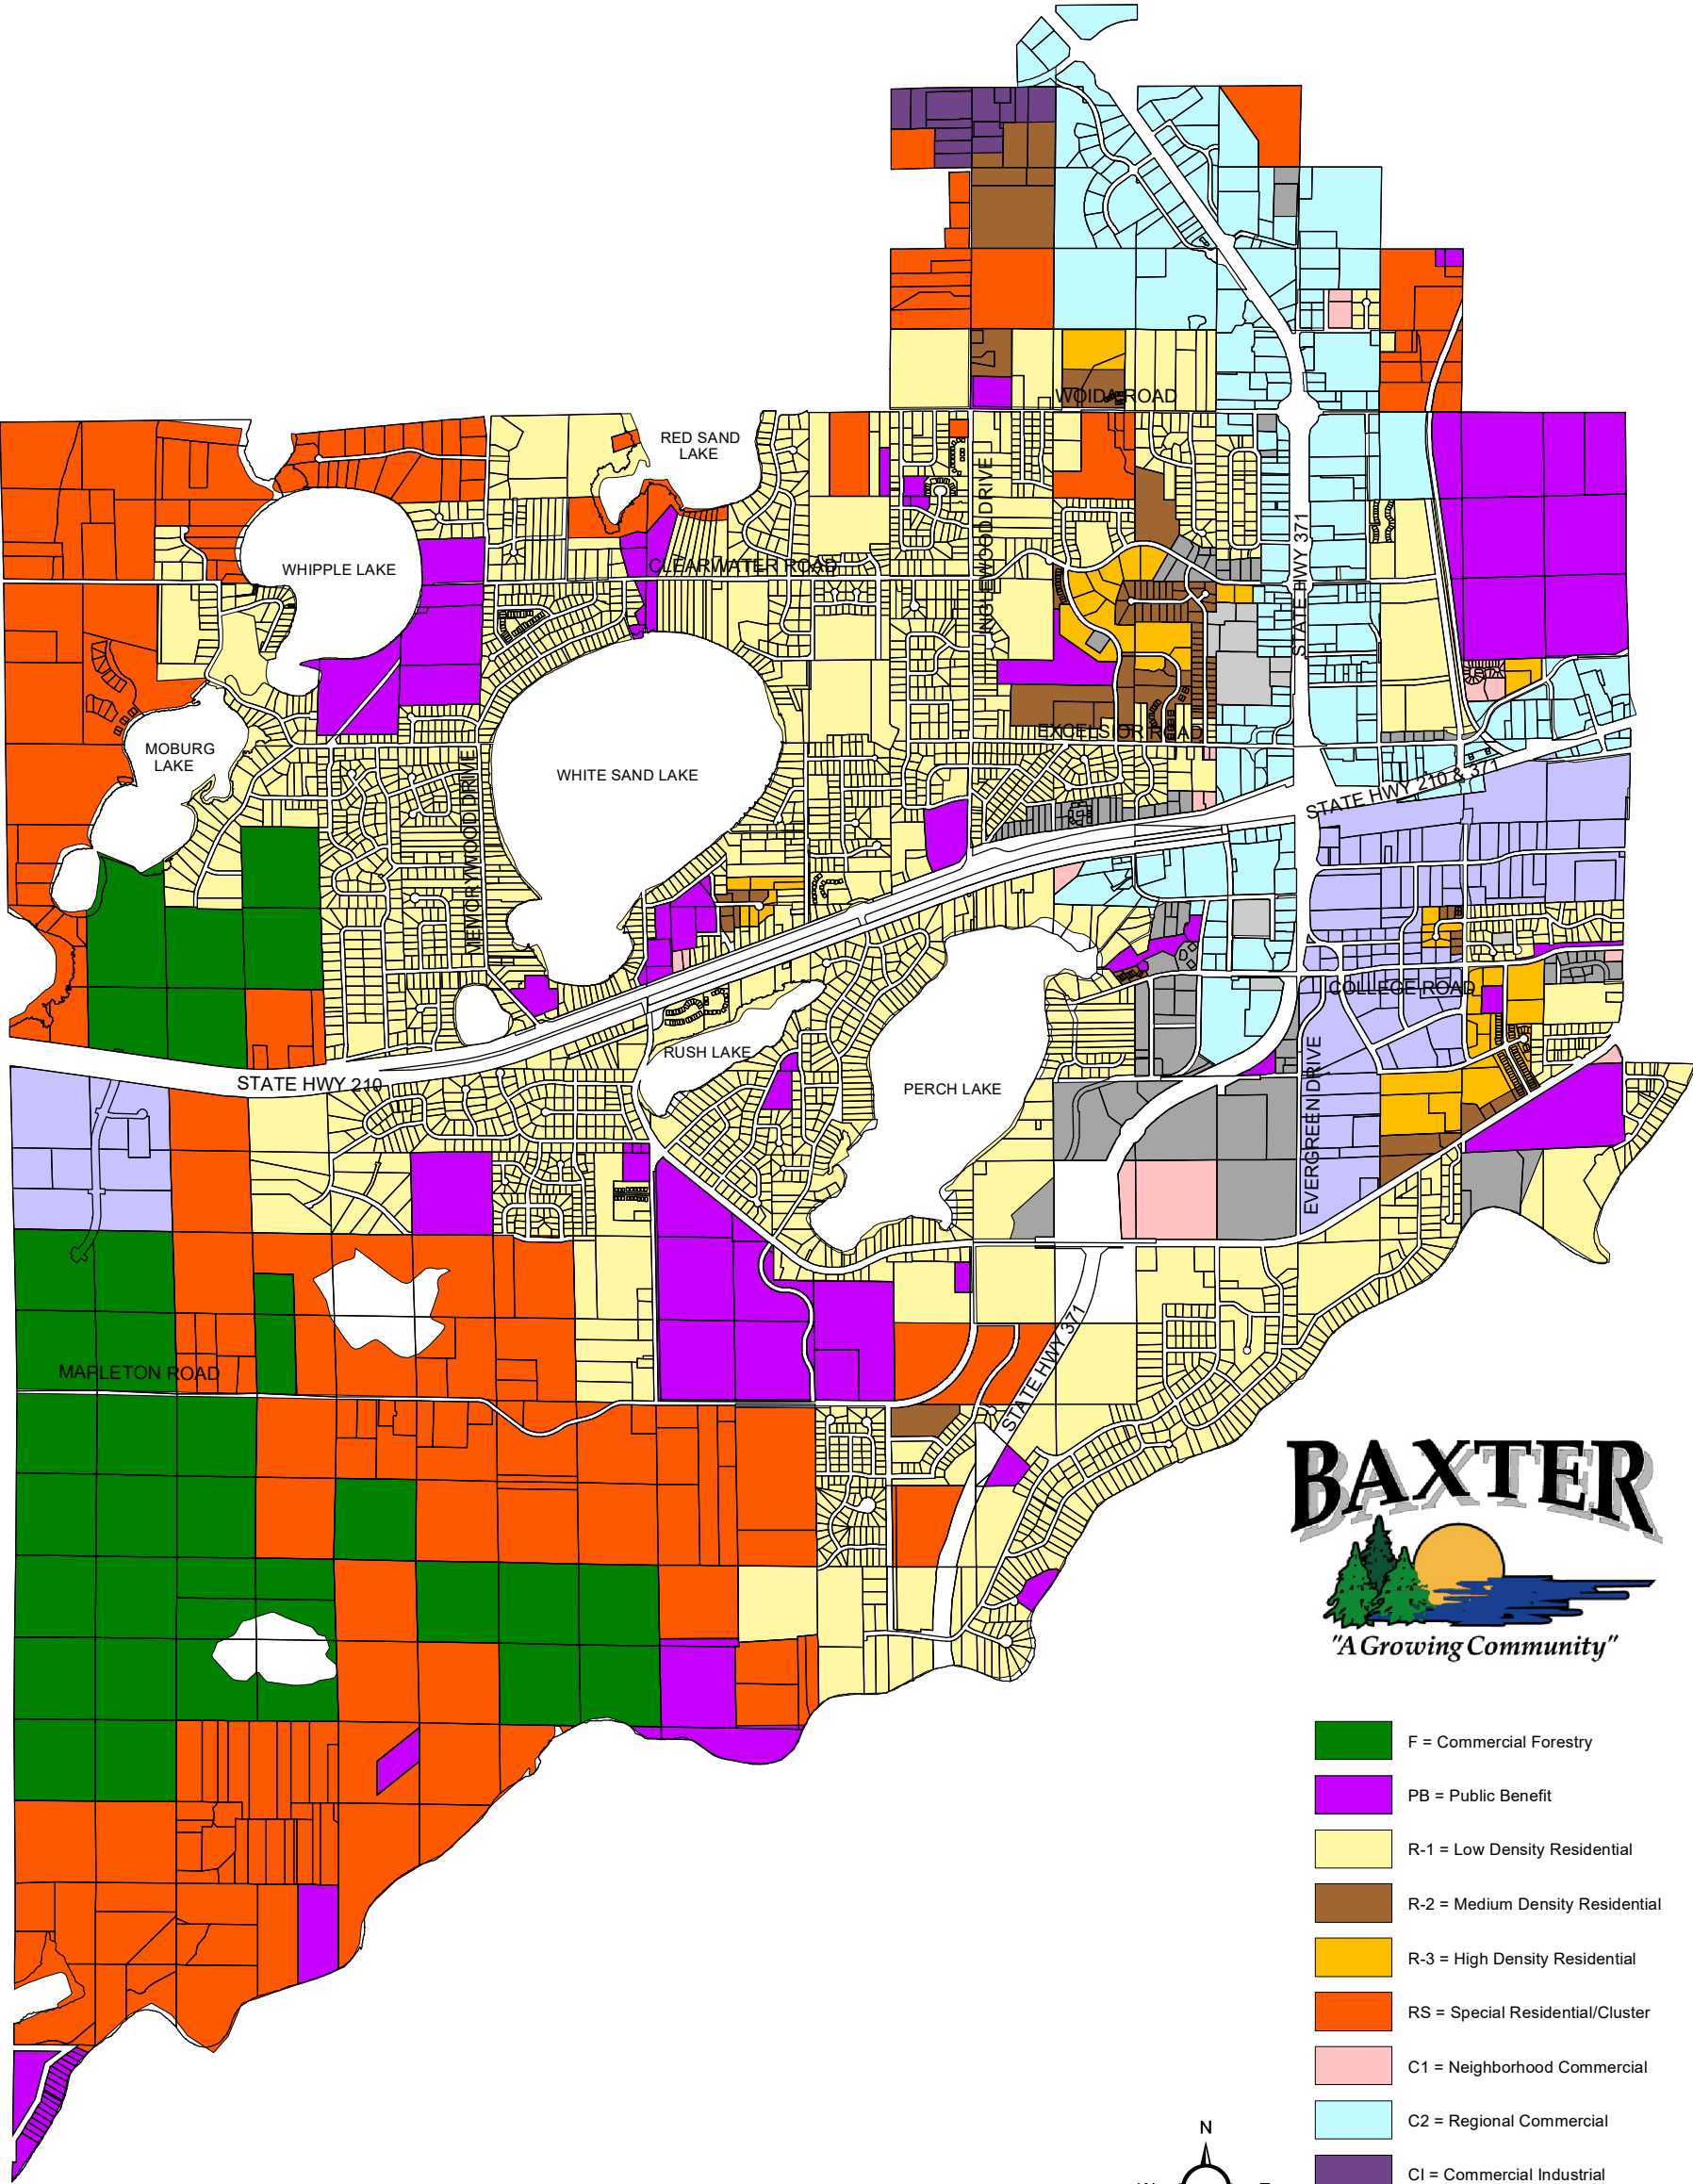 WOIDA ROAD
RED SAND
LAKE
WHIPPLE LAKE
CLEARWATER ROAD
INGLEWOOD DRIVE
STATE HWY 371
MOBURG
LAKE
WHITE SAND LAKE
EXCELSIOR ROAD
MEMORYWOOD DRIVE
STATE HWY 210 & 371
RUSH LAKE
COLLEGE ROAD
STATE HWY 210
PERCH LAKE
EVERGREEN DRIVE
MAPLETON ROAD
STATE HWY 371
BAXTER
"A Growing Community"
F = Commercial Forestry
PB = Public Benefit
R-1 = Low Density Residential
R-2 = Medium Density Residential
R-3 = High Density Residential
RS = Special Residential/Cluster
C1 = Neighborhood Commercial
C2 = Regional Commercial
CI = Commercial Industrial
N